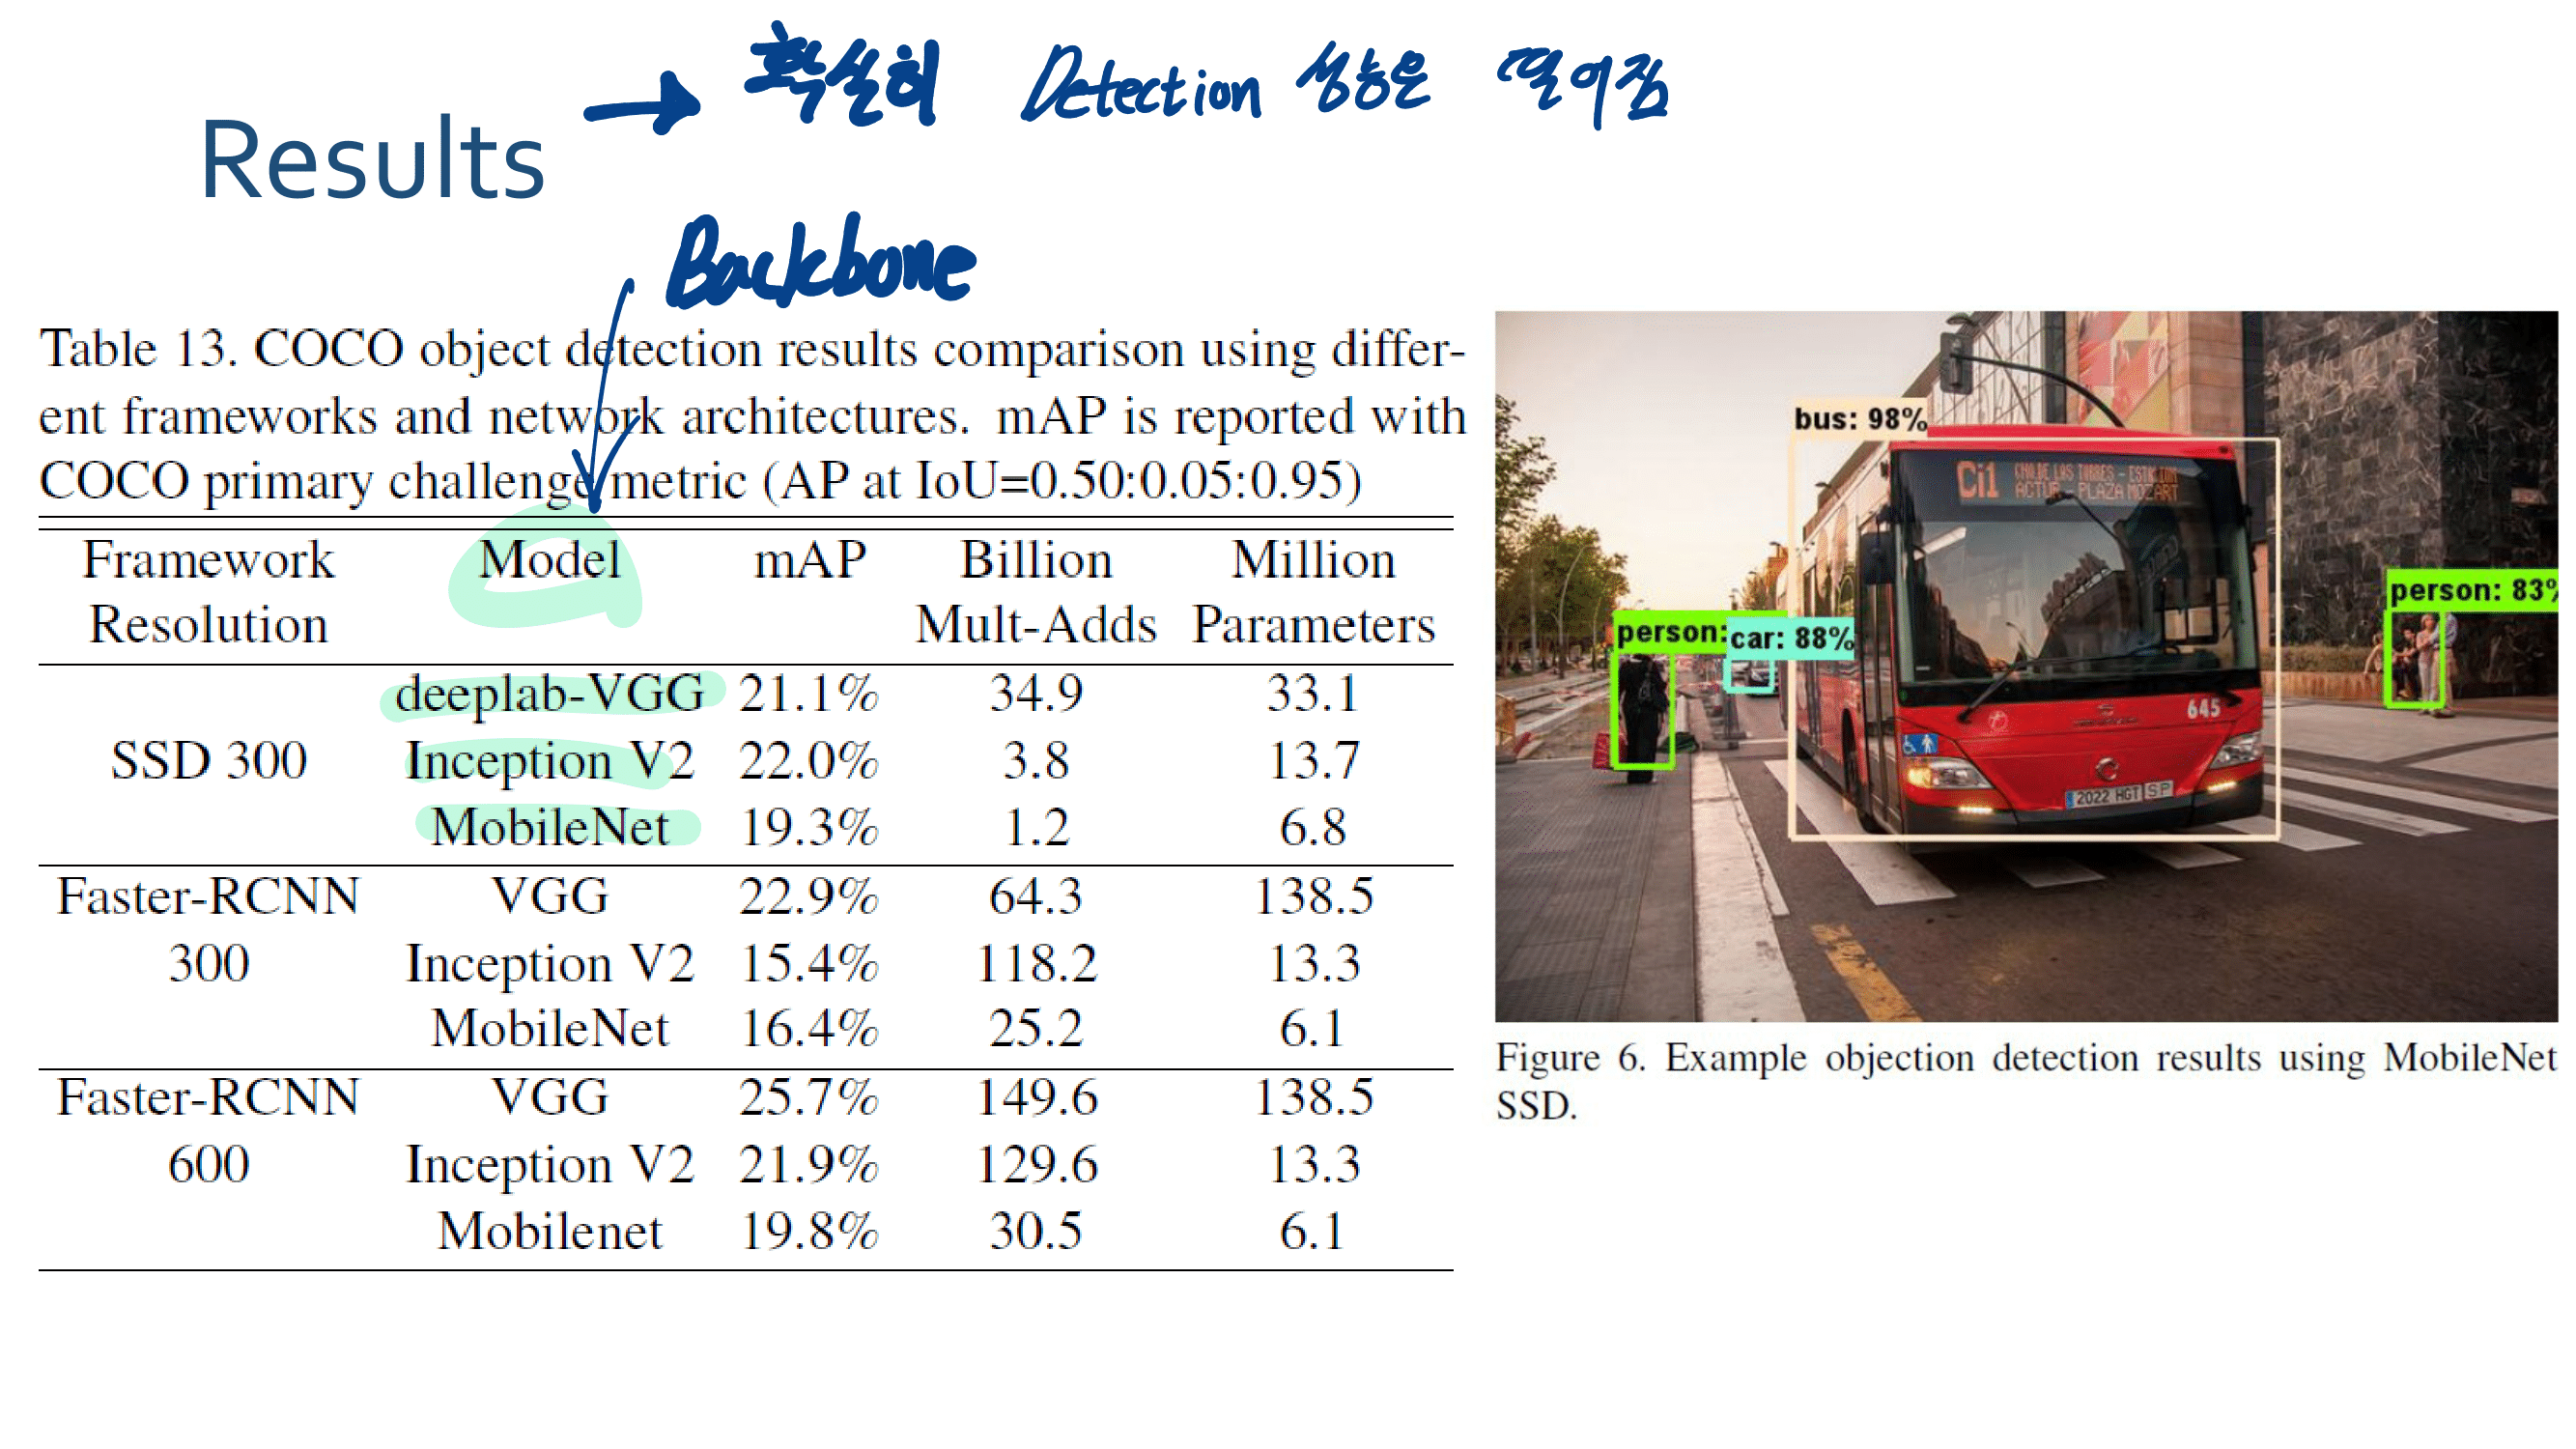 Results → 확실히 Detection 성능은 떨어짐
Backbone
Table 13. COCO object detection results comparison using differ-
ent frameworks and network architectures. mAP is reported with
COCO primary challenge metric (AP at IoU=0.50:0.05:0.95)
Framework Model mAP Billion Million
Resolution Mult-Adds Parameters
deeplab-VGG 21.1% 34.9 33.1
SSD 300 Inception V2 22.0% 3.8 13.7
MobileNet 19.3% 1.2 6.8
Faster-RCNN VGG 22.9% 64.3 138.5
300 Inception V2 15.4% 118.2 13.3
MobileNet 16.4% 25.2 6.1
Faster-RCNN VGG 25.7% 149.6 138.5
600 Inception V2 21.9% 129.6 13.3
Mobilenet 19.8% 30.5 6.1
bus: 98%
Ci1
ACTUR - PLAZA MOZART
person: 83%
person:
car: 88%
645
2022 HGT SP
Figure 6. Example objection detection results using MobileNet
SSD.